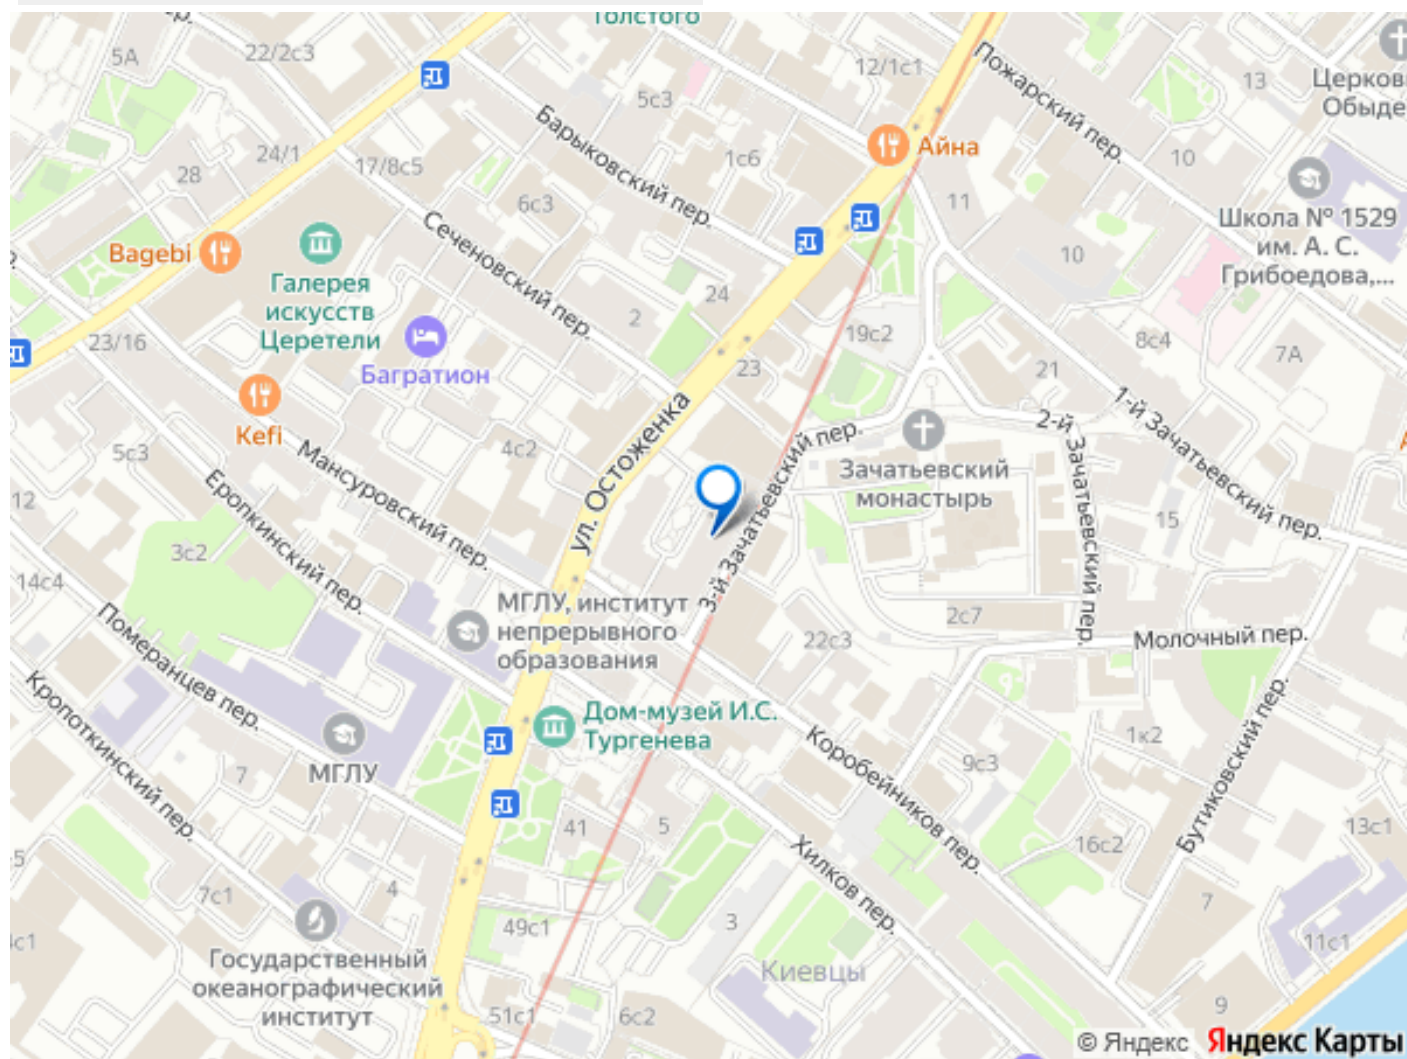 Толстого
пер.
5А
22/2с3
12/1с1
Пожарский пер.
13
Церковь
Обыде
5с3
Барыковский пер.
1с6
Айна
10
24/1
17/8с5
28
6с3
11
Школа № 1529
им. А. С.
Грибоедова,...
Bagebi
Сеченовский пер.
10
Галерея
искусств
Церетели
24
2
19с2
8с4
7А
23/16
Багратион
23
21
1-й Зачатьевский пер.
ул. Остоженка
Kefi
2-й Зачатьевский пер.
3-й Зачатьевский пер.
Зачатьевский
монастырь
4с2
5с3
Мансуровский пер.
Еропкинский пер.
12
15
3с2
14с4
МГЛУ, институт
непрерывного
образования
2с7
22с3
Молочный пер.
Померанцев пер.
Кропоткинский пер.
Дом-музей И.С.
Тургенева
МГЛУ
7
Коробейников пер.
1к2
9с3
Бутиковский пер.
41
5
Хилков пер.
16с2
13с1
5
7с1
4
3
7
49с1
с1
11с1
Государственный
океанографический
институт
Киевцы
51с1
6с2
9
© Яндекс Яндекс Карты